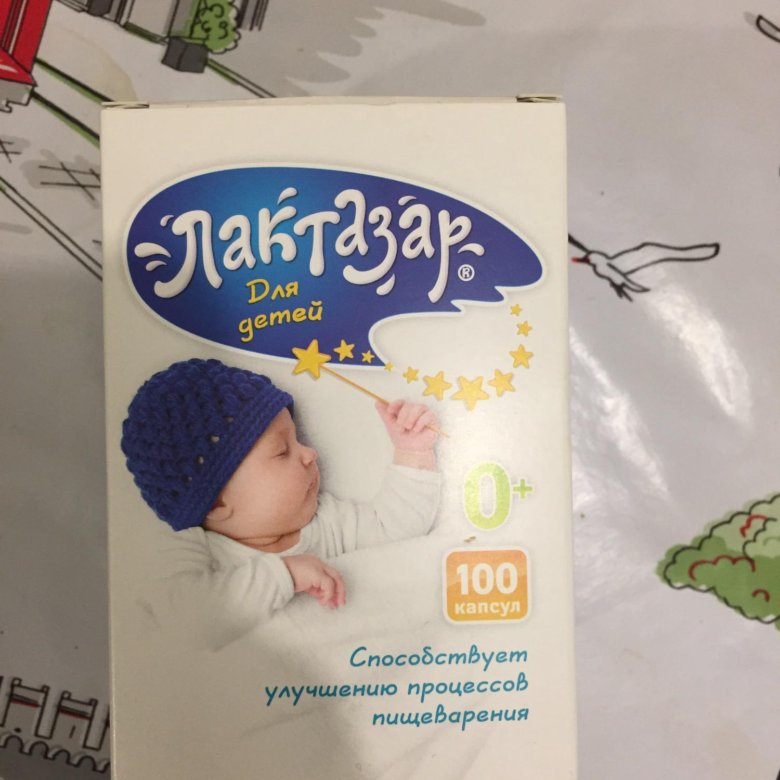 Лактазар®
Для
детей
0+
100
капсул
Способствует
улучшению процессов
пищеварения